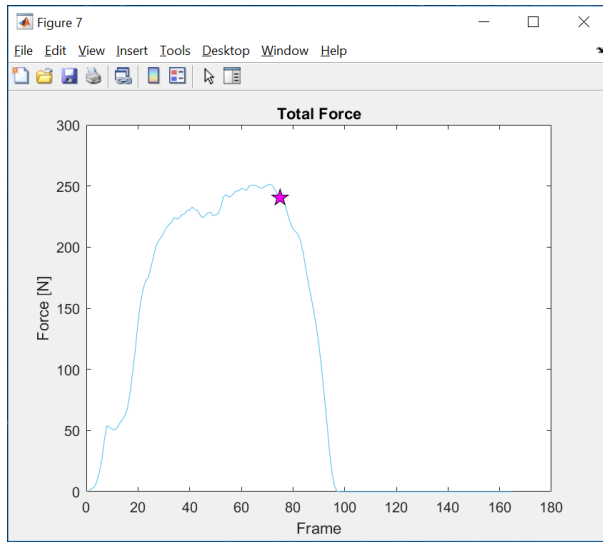 Figure 7
File Edit View Insert Tools Desktop Window Help
Total Force
300
250
200
150
100
50
0
Force [N]
0 20 40 60 80 100 120 140 160 180
Frame